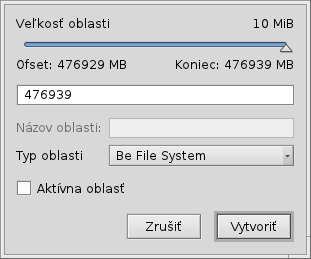 Veľkosť oblasti 10 MiB
Ofset: 476929 MB Koniec: 476939 MB
476939
Názov oblasti:
Typ oblasti Be File System
Aktívna oblasť
Zrušiť Vytvoriť